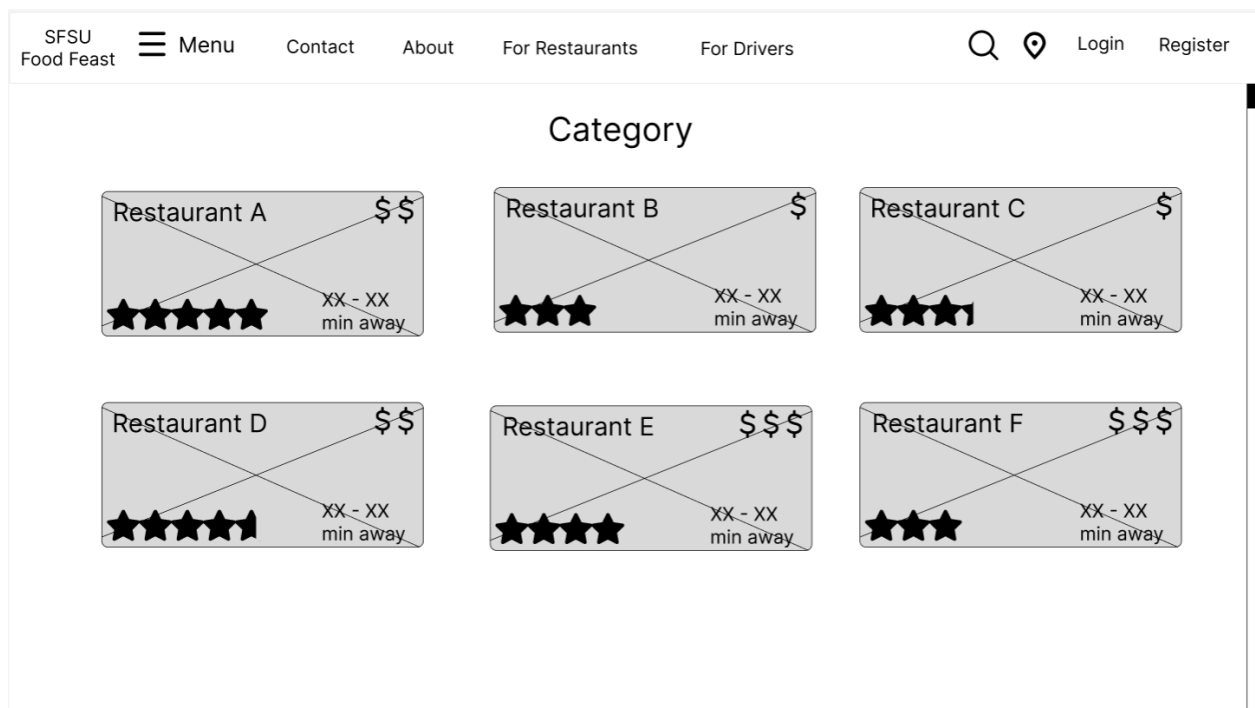 SFSU
Food Feast
Menu
Contact
About
For Restaurants
For Drivers
Login
Register
Category
Restaurant A
$$
XX - XX
min away
Restaurant B
$
XX - XX
min away
Restaurant C
$
XX - XX
min away
Restaurant D
$$
XX - XX
min away
Restaurant E
$$$
XX - XX
min away
Restaurant F
$$$
XX - XX
min away